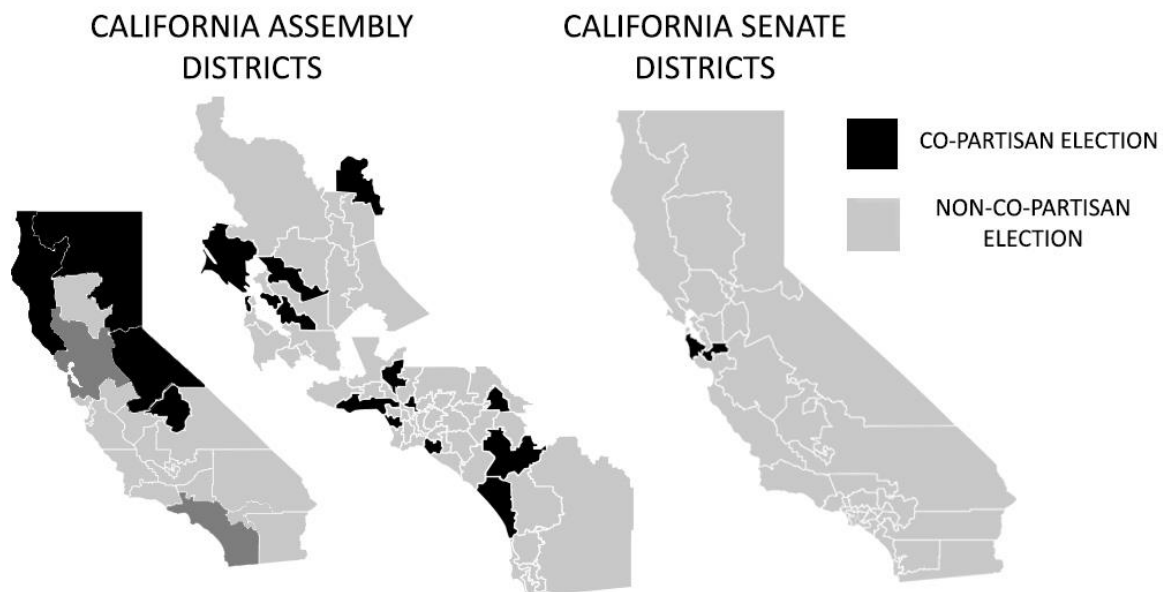 CALIFORNIA ASSEMBLY
DISTRICTS
CALIFORNIA SENATE
DISTRICTS
CO-PARTISAN ELECTION
NON-CO-PARTISAN
ELECTION